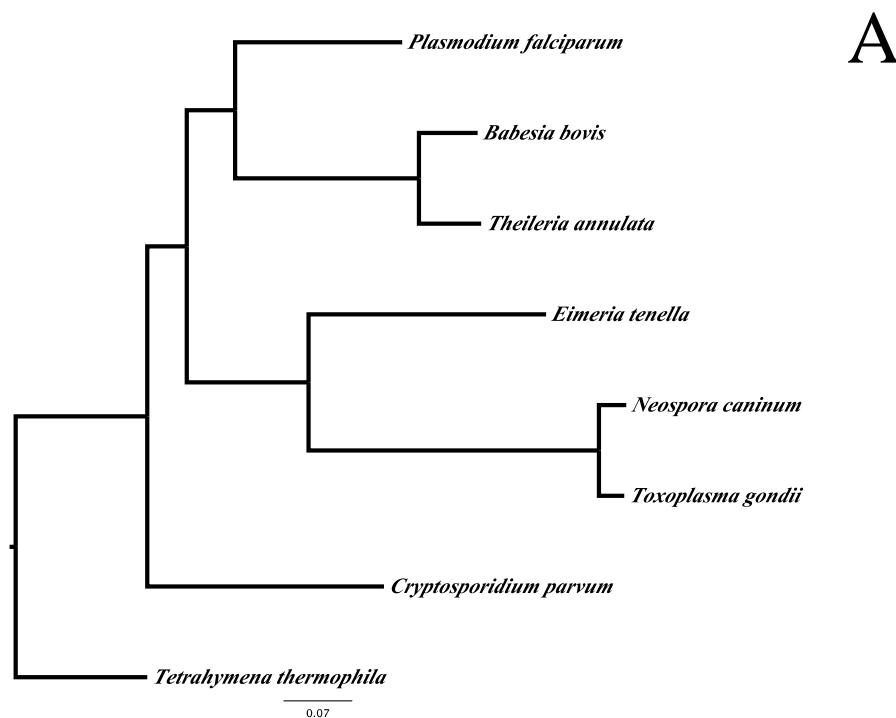 A
Plasmodium falciparum
Babesia bovis
Theileria annulata
Eimeria tenella
Neospora caninum
Toxoplasma gondii
Cryptosporidium parvum
Tetrahymena thermophila
0.07